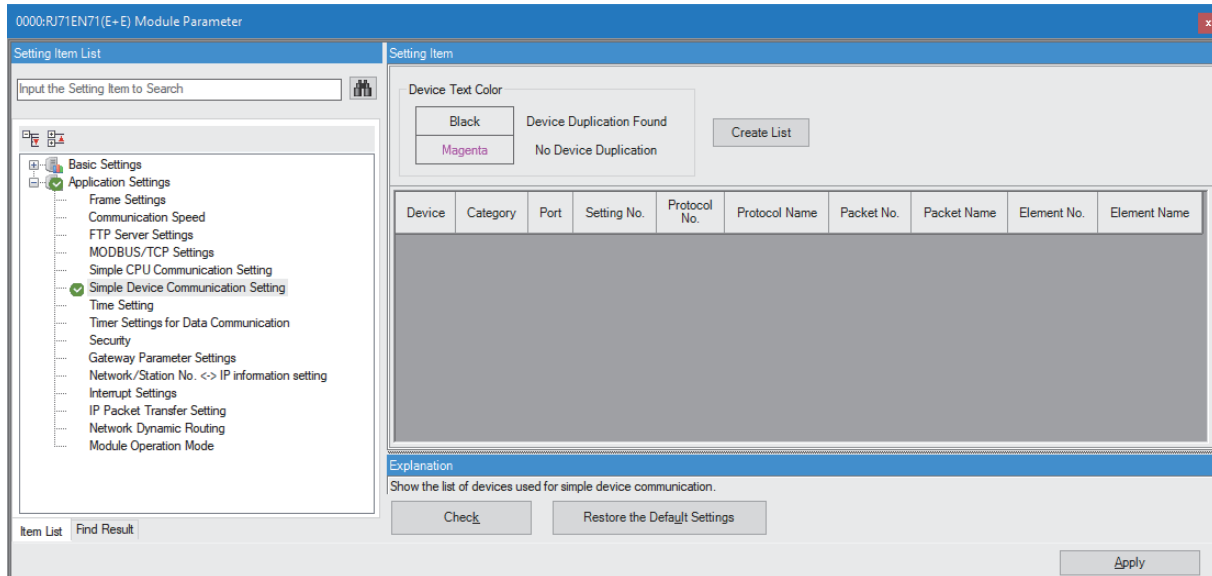 0000:RJ71EN71(E+E) Module Parameter
x
Setting Item List
Input the Setting Item to Search
Basic Settings
Application Settings
Frame Settings
Communication Speed
FTP Server Settings
MODBUS/TCP Settings
Simple CPU Communication Setting
Simple Device Communication Setting
Time Setting
Timer Settings for Data Communication
Security
Gateway Parameter Settings
Network/Station No. <-> IP information setting
Interrupt Settings
IP Packet Transfer Setting
Network Dynamic Routing
Module Operation Mode
Item List Find Result
Setting Item
Device Text Color
Black Device Duplication Found
Magenta No Device Duplication
Create List
Device Category Port Setting No. Protocol No. Protocol Name Packet No. Packet Name Element No. Element Name
Explanation
Show the list of devices used for simple device communication.
Check Restore the Default Settings
Apply